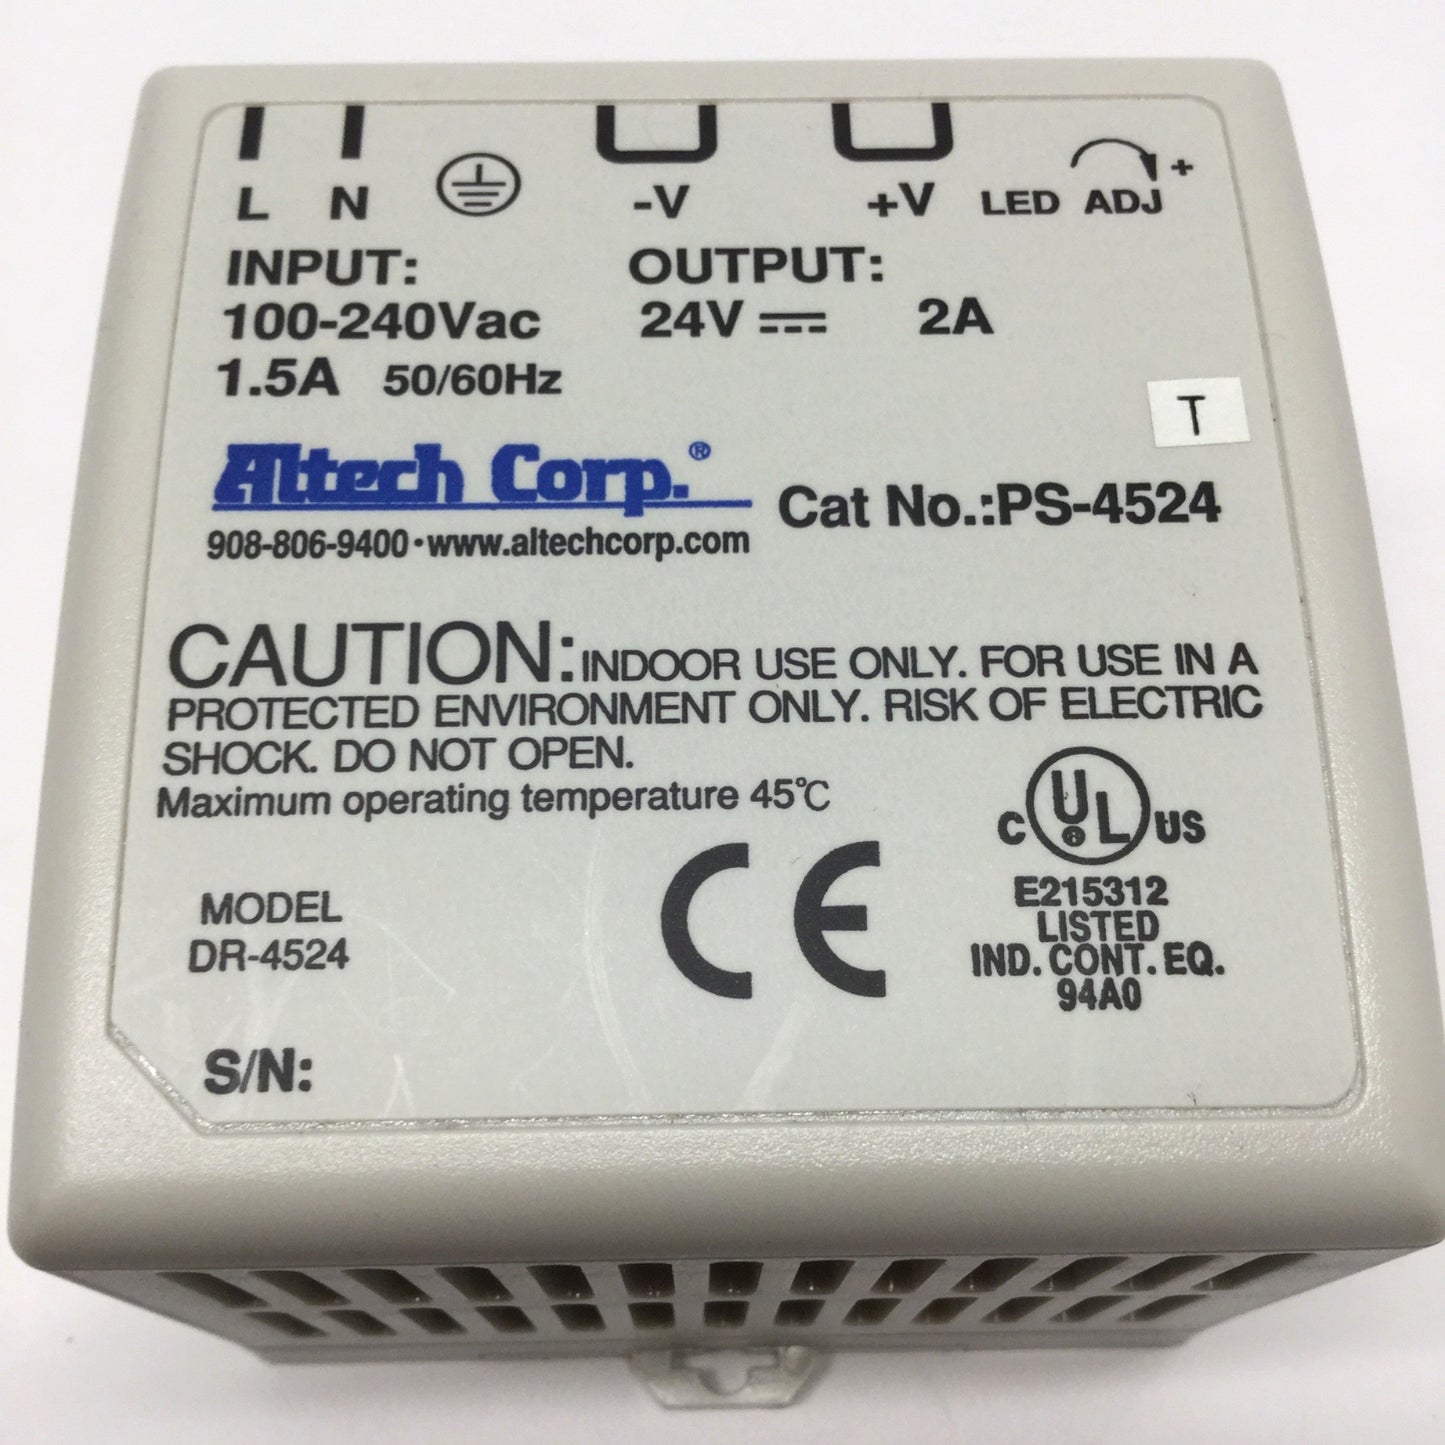 L N -V +V LED ADJ +
INPUT: OUTPUT:
100-240Vac 24V 2A
1.5A 50/60Hz
T
Altech Corp.®
Cat No.:PS-4524
908-806-9400·www.altechcorp.com
CAUTION: INDOOR USE ONLY. FOR USE IN A
PROTECTED ENVIRONMENT ONLY. RISK OF ELECTRIC
SHOCK. DO NOT OPEN.
Maximum operating temperature 45°C
C UL US
CE
E215312
LISTED
IND. CONT. EQ.
94A0
MODEL
DR-4524
S/N: